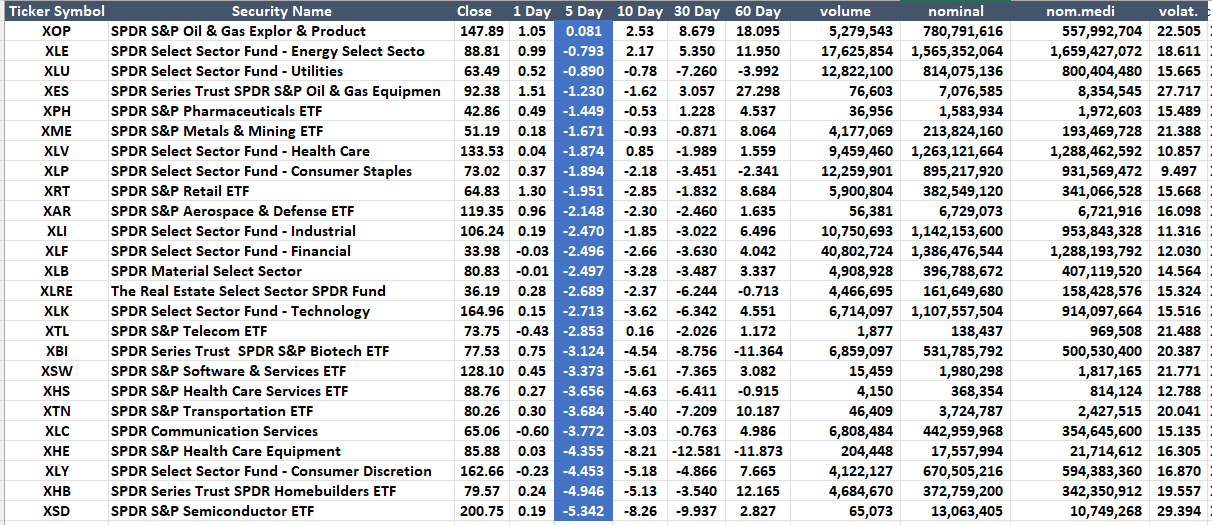 Ticker Symbol Security Name Close 1 Day 5 Day 10 Day 30 Day 60 Day volume nominal nom.medi volat.
XOP SPDR S&P Oil & Gas Explor & Product 147.89 1.05 0.081 2.53 8.679 18.095 5,279,543 780,791,616 557,992,704 22.505
XLE SPDR Select Sector Fund - Energy Select Secto 88.81 0.99 -0.793 2.17 5.350 11.950 17,625,854 1,565,352,064 1,659,427,072 18.611
XLU SPDR Select Sector Fund - Utilities 63.49 0.52 -0.890 -0.78 -7.260 -3.992 12,822,100 814,075,136 800,404,480 15.665
XES SPDR Series Trust SPDR S&P Oil & Gas Equipmen 92.38 1.51 -1.230 -1.62 3.057 27.298 76,603 7,076,585 8,354,545 27.717
XPH SPDR S&P Pharmaceuticals ETF 42.86 0.49 -1.449 -0.53 1.228 4.537 36,956 1,583,934 1,972,603 15.489
XME SPDR S&P Metals & Mining ETF 51.19 0.18 -1.671 -0.93 -0.871 8.064 4,177,069 213,824,160 193,469,728 21.388
XLV SPDR Select Sector Fund - Health Care 133.53 0.04 -1.874 0.85 -1.989 1.559 9,459,460 1,263,121,664 1,288,462,592 10.857
XLP SPDR Select Sector Fund - Consumer Staples 73.02 0.37 -1.894 -2.18 -3.451 -2.341 12,259,901 895,217,920 931,569,472 9.497
XRT SPDR S&P Retail ETF 64.83 1.30 -1.951 -2.85 -1.832 8.684 5,900,804 382,549,120 341,066,528 15.668
XAR SPDR S&P Aerospace & Defense ETF 119.35 0.96 -2.148 -2.30 -2.460 1.635 56,381 6,729,073 6,721,916 16.098
XLI SPDR Select Sector Fund - Industrial 106.24 0.19 -2.470 -1.85 -3.022 6.496 10,750,693 1,142,153,600 953,843,328 11.316
XLF SPDR Select Sector Fund - Financial 33.98 -0.03 -2.496 -2.66 -3.630 4.042 40,802,724 1,386,476,544 1,288,193,792 12.030
XLB SPDR Material Select Sector 80.83 -0.01 -2.497 -3.28 -3.487 3.337 4,908,928 396,788,672 407,119,520 14.564
XLRE The Real Estate Select Sector SPDR Fund 36.19 0.28 -2.689 -2.37 -6.244 -0.713 4,466,695 161,649,680 158,428,576 15.324
XLK SPDR Select Sector Fund - Technology 164.96 0.15 -2.713 -3.62 -6.342 4.551 6,714,097 1,107,557,504 914,097,664 15.516
XTL SPDR S&P Telecom ETF 73.75 -0.43 -2.853 0.16 -2.026 1.172 1,877 138,437 969,508 21.488
XBI SPDR Series Trust SPDR S&P Biotech ETF 77.53 0.75 -3.124 -4.54 -8.756 -11.364 6,859,097 531,785,792 500,530,400 20.387
XSW SPDR S&P Software & Services ETF 128.10 0.45 -3.373 -5.61 -7.365 3.082 15,459 1,980,298 1,817,165 21.771
XHS SPDR S&P Health Care Services ETF 88.76 0.27 -3.656 -4.63 -6.411 -0.915 4,150 368,354 814,124 12.788
XTN SPDR S&P Transportation ETF 80.26 0.30 -3.684 -5.40 -7.209 10.187 46,409 3,724,787 2,427,515 20.041
XLC SPDR Communication Services 65.06 -0.60 -3.772 -3.03 -0.763 4.986 6,808,484 442,959,968 354,645,600 15.135
XHE SPDR S&P Health Care Equipment 85.88 0.03 -4.355 -8.21 -12.581 -11.873 204,448 17,557,994 21,714,612 16.305
XLY SPDR Select Sector Fund - Consumer Discretion 162.66 -0.23 -4.453 -5.18 -4.866 7.665 4,122,127 670,505,216 594,383,360 16.870
XHB SPDR Series Trust SPDR Homebuilders ETF 79.57 0.24 -4.946 -5.13 -3.540 12.165 4,684,670 372,759,200 342,350,912 19.557
XSD SPDR S&P Semiconductor ETF 200.75 0.19 -5.342 -8.26 -9.937 2.827 65,073 13,063,405 10,749,268 29.394